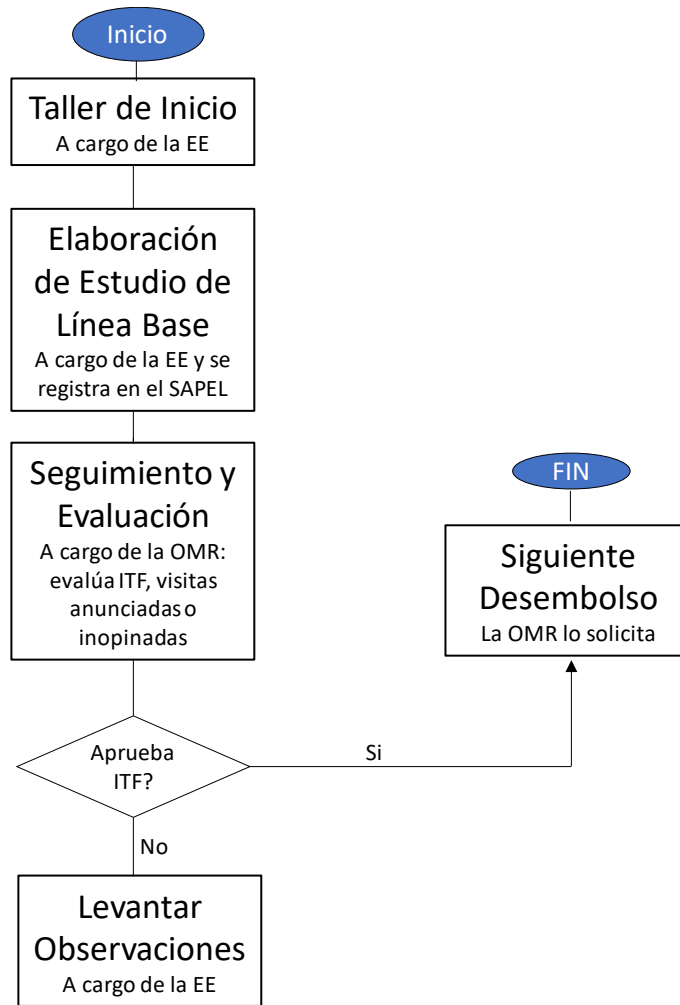 Inicio
Taller de Inicio
A cargo de la EE
Elaboración
de Estudio de
Línea Base
A cargo de la EE y se
registra en el SAPEL
Seguimiento y
Evaluación
A cargo de la OMR:
evalúa ITF, visitas
anunciadas o
inopinadas
FIN
Siguiente
Desembolso
La OMR lo solicita
Aprueba
ITF?
Si
No
Levantar
Observaciones
A cargo de la EE